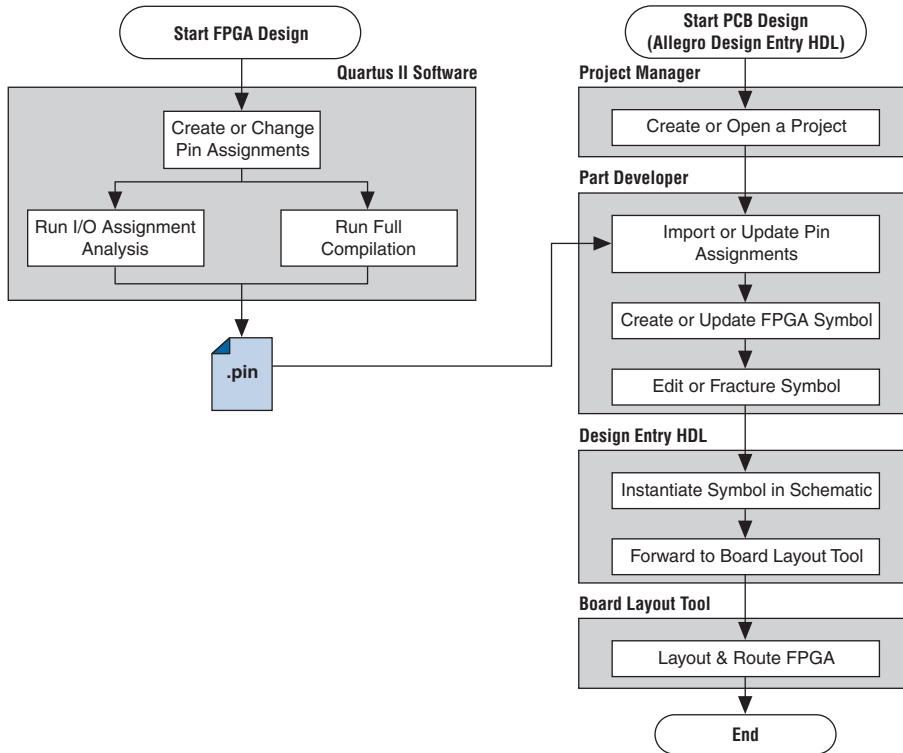 Start FPGA Design
Quartus II Software
Create or Change
Pin Assignments
Run I/O Assignment
Analysis
Run Full
Compilation
.pin
Start PCB Design
(Allegro Design Entry HDL)
Project Manager
Create or Open a Project
Part Developer
Import or Update Pin
Assignments
Create or Update FPGA Symbol
Edit or Fracture Symbol
Design Entry HDL
Instantiate Symbol in Schematic
Forward to Board Layout Tool
Board Layout Tool
Layout & Route FPGA
End